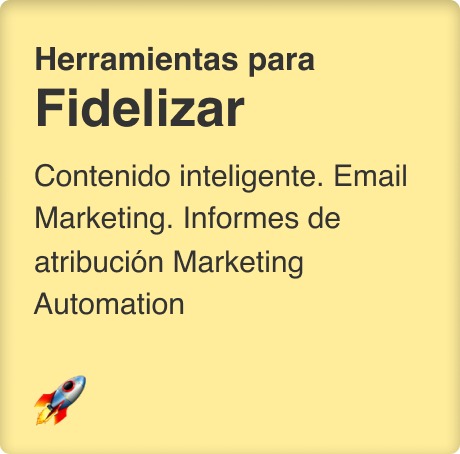 Herramientas para
Fidelizar
Contenido inteligente. Email
Marketing. Informes de
atribución Marketing
Automation